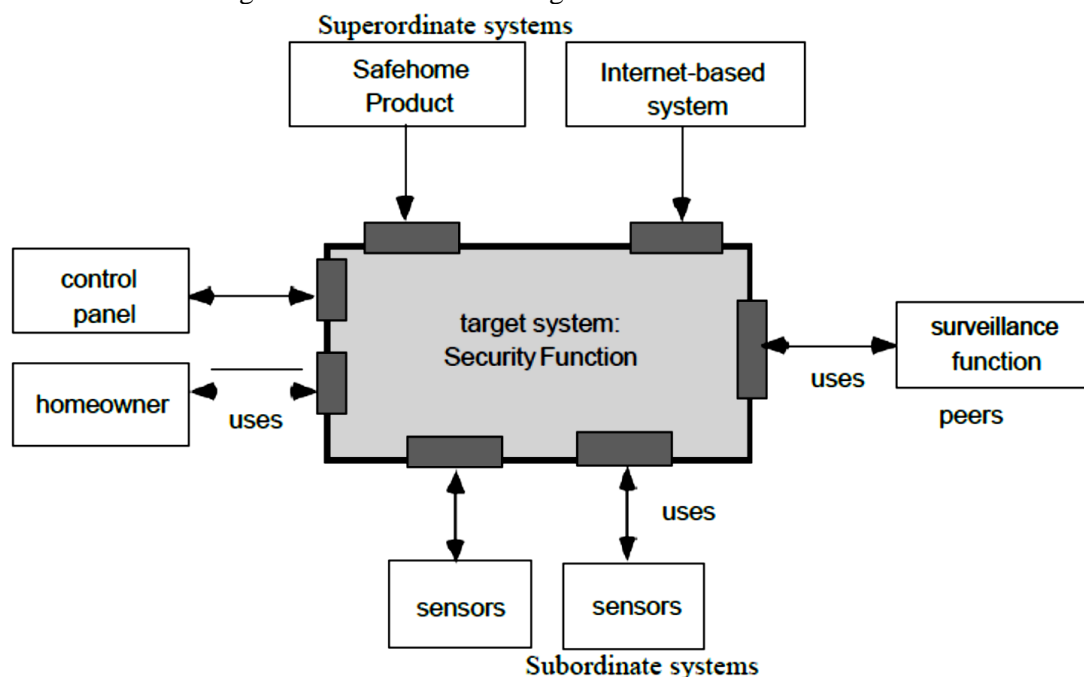 Superordinate systems
Safehome
Product
Internet-based
system
control
panel
target system:
Security Function
surveillance
function
homeowner
uses
uses
peers
uses
sensors
sensors
Subordinate systems